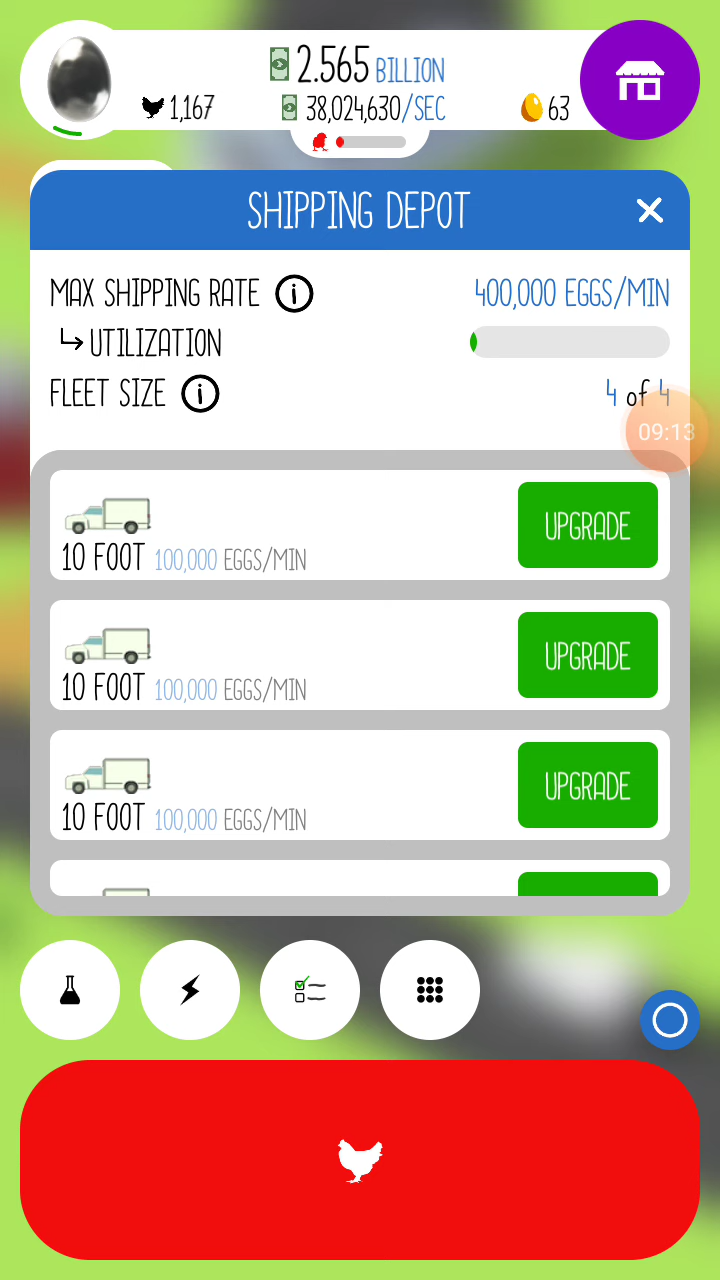 2.565 BILLION
1,167
38,024,630/SEC
63
SHIPPING DEPOT
MAX SHIPPING RATE
400,000 EGGS/MIN
UTILIZATION
FLEET SIZE
4 of 4
09:13
10 FOOT 100,000 EGGS/MIN
UPGRADE
10 FOOT 100,000 EGGS/MIN
UPGRADE
10 FOOT 100,000 EGGS/MIN
UPGRADE